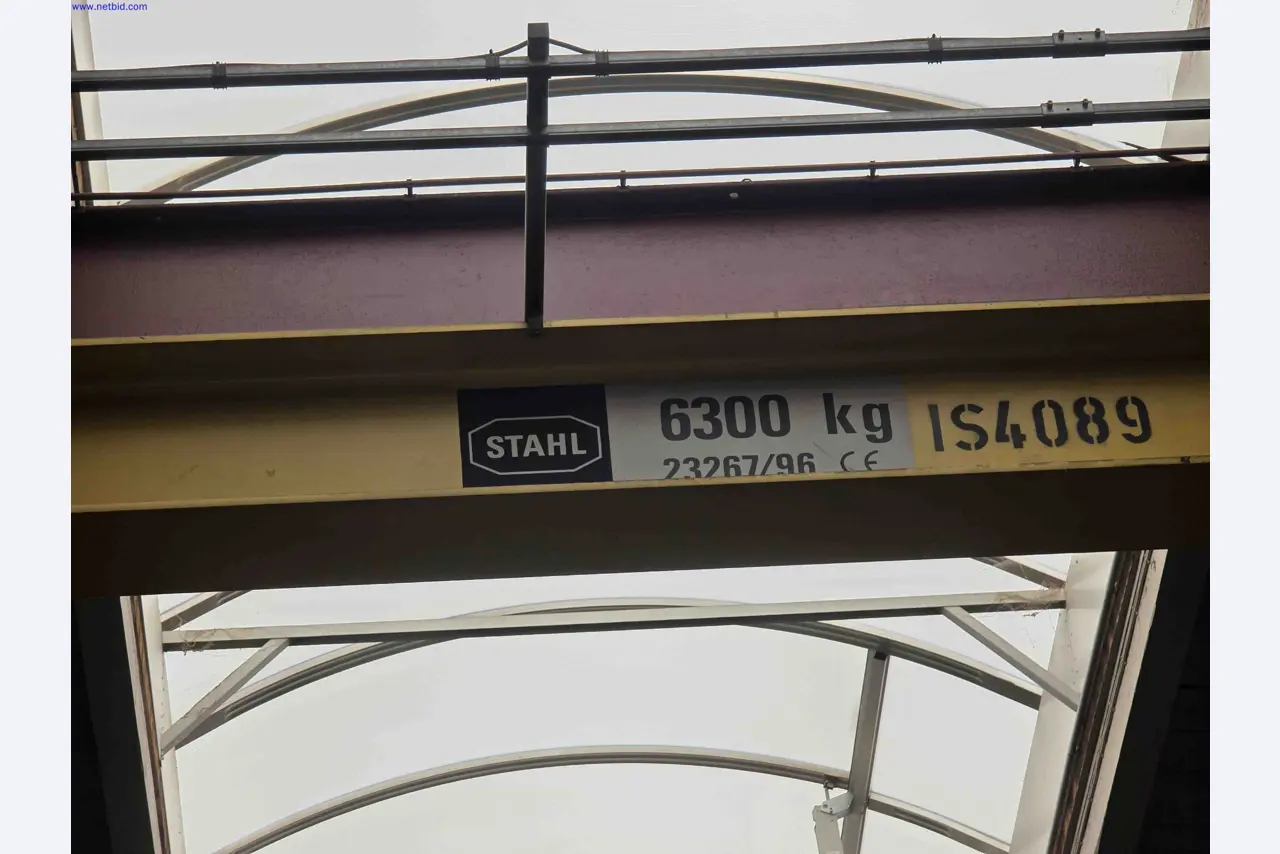 www.netbid.com
STAHL
6300 kg
23267/96 CE
IS4089